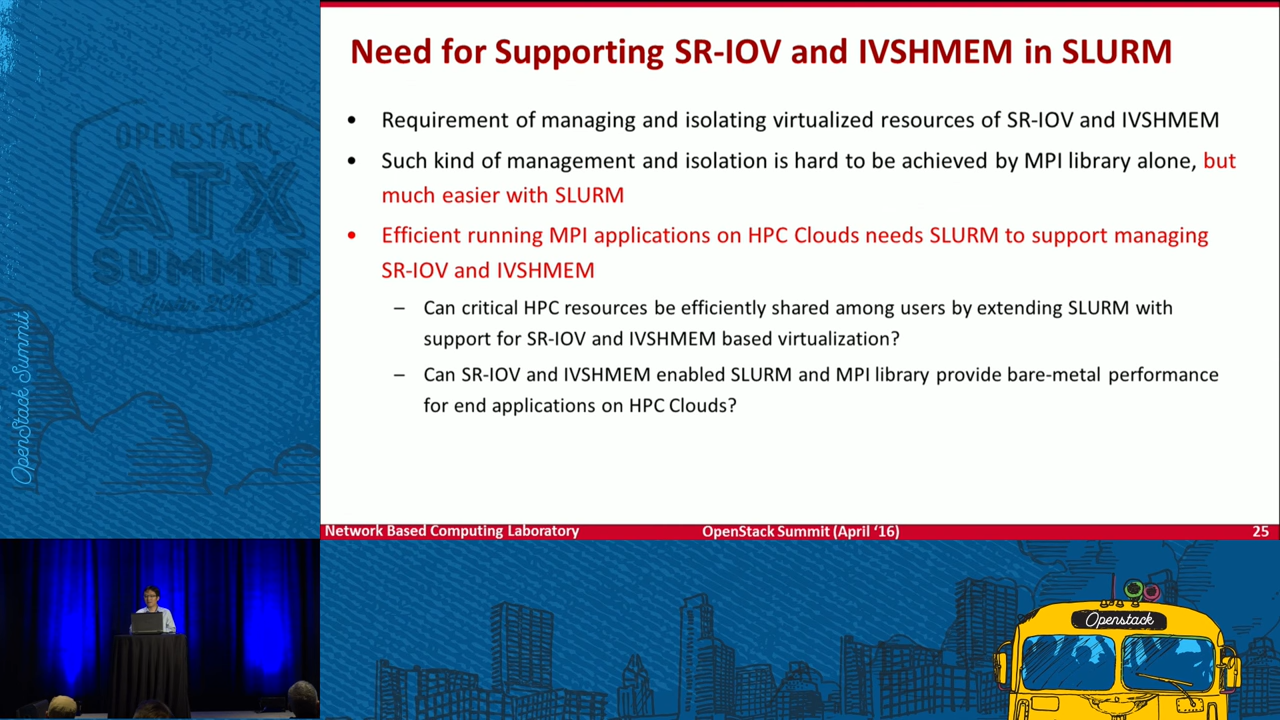 Need for Supporting SR-IOV and IVSHMEM in SLURM
• Requirement of managing and isolating virtualized resources of SR-IOV and IVSHMEM
• Such kind of management and isolation is hard to be achieved by MPI library alone, but
much easier with SLURM
• Efficient running MPI applications on HPC Clouds needs SLURM to support managing
SR-IOV and IVSHMEM
– Can critical HPC resources be efficiently shared among users by extending SLURM with
support for SR-IOV and IVSHMEM based virtualization?
– Can SR-IOV and IVSHMEM enabled SLURM and MPI library provide bare-metal performance
for end applications on HPC Clouds?
Network Based Computing Laboratory
OpenStack Summit (April ‘16)
25
OPENSTACK
ATX
SUMMIT
Austin 2016
OpenStack Summit
Openstack